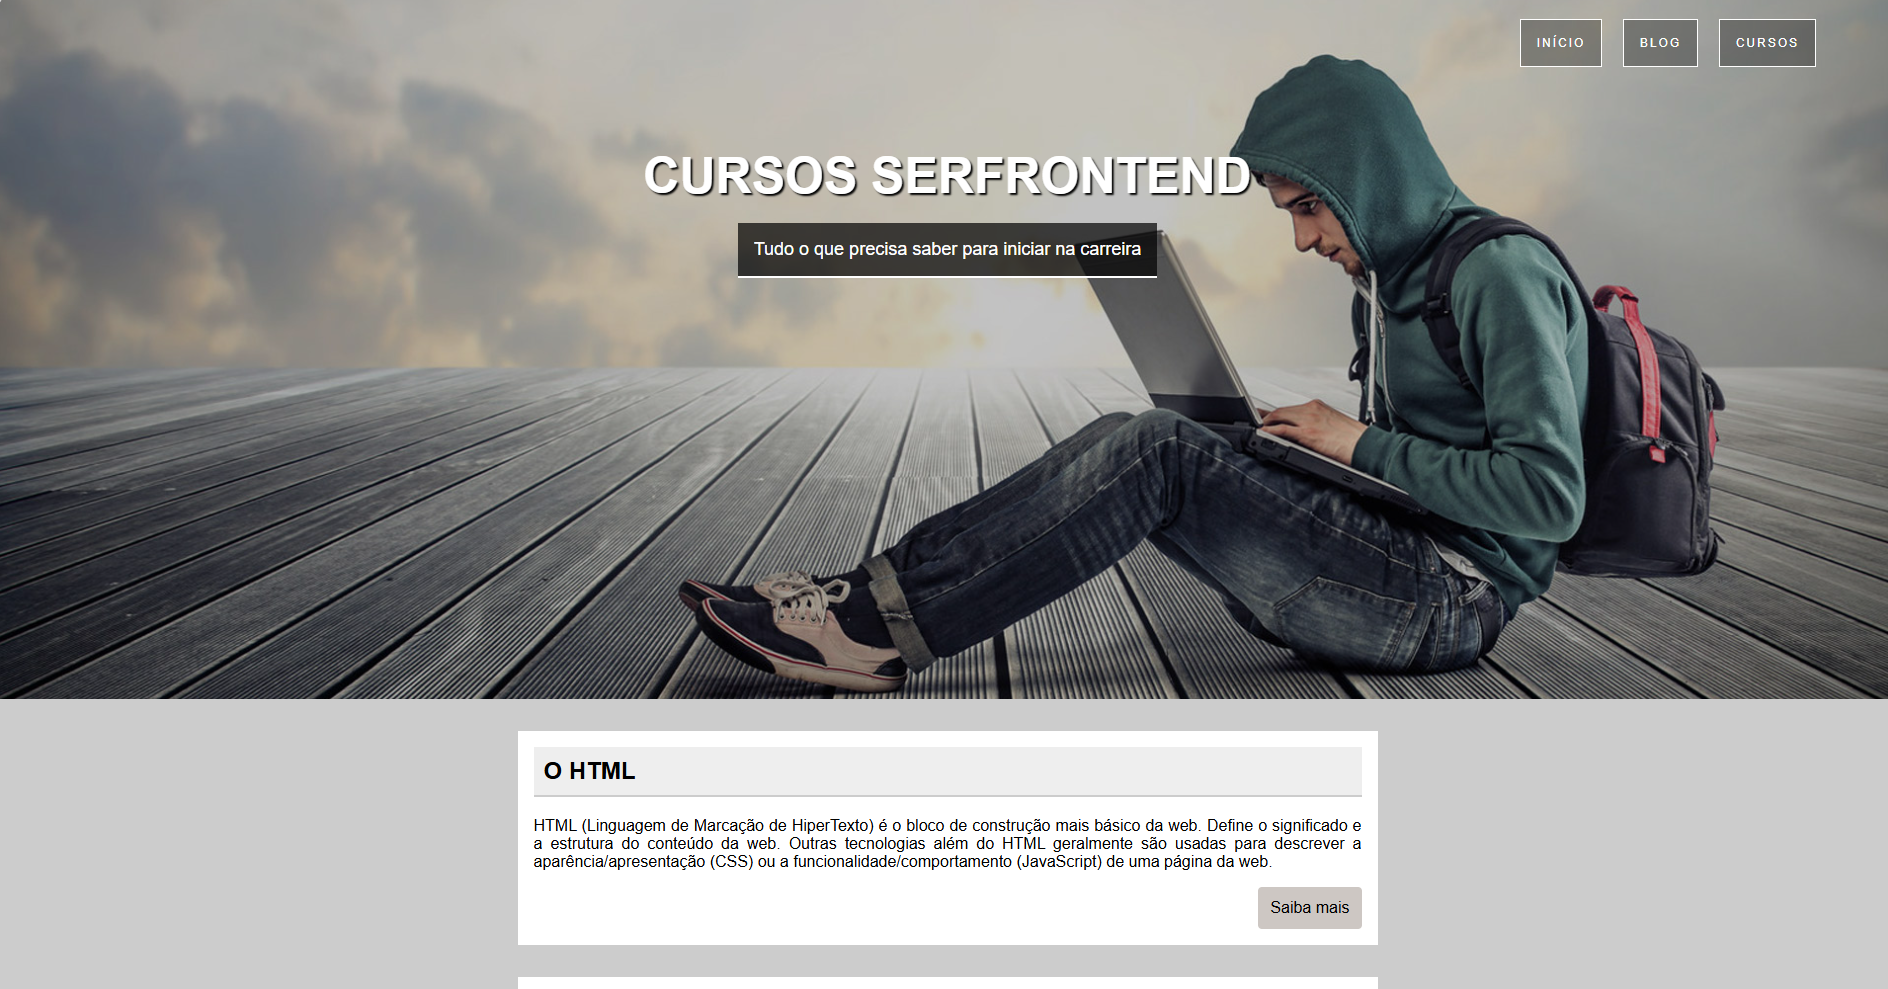 INÍCIO
BLOG
CURSOS
CURSOS SERFRONTEND
Tudo o que precisa saber para iniciar na carreira
O HTML
HTML (Linguagem de Marcação de HiperTexto) é o bloco de construção mais básico da web. Define o significado e
a estrutura do conteúdo da web. Outras tecnologias além do HTML geralmente são usadas para descrever a
aparência/apresentação (CSS) ou a funcionalidade/comportamento (JavaScript) de uma página da web.
Saiba mais